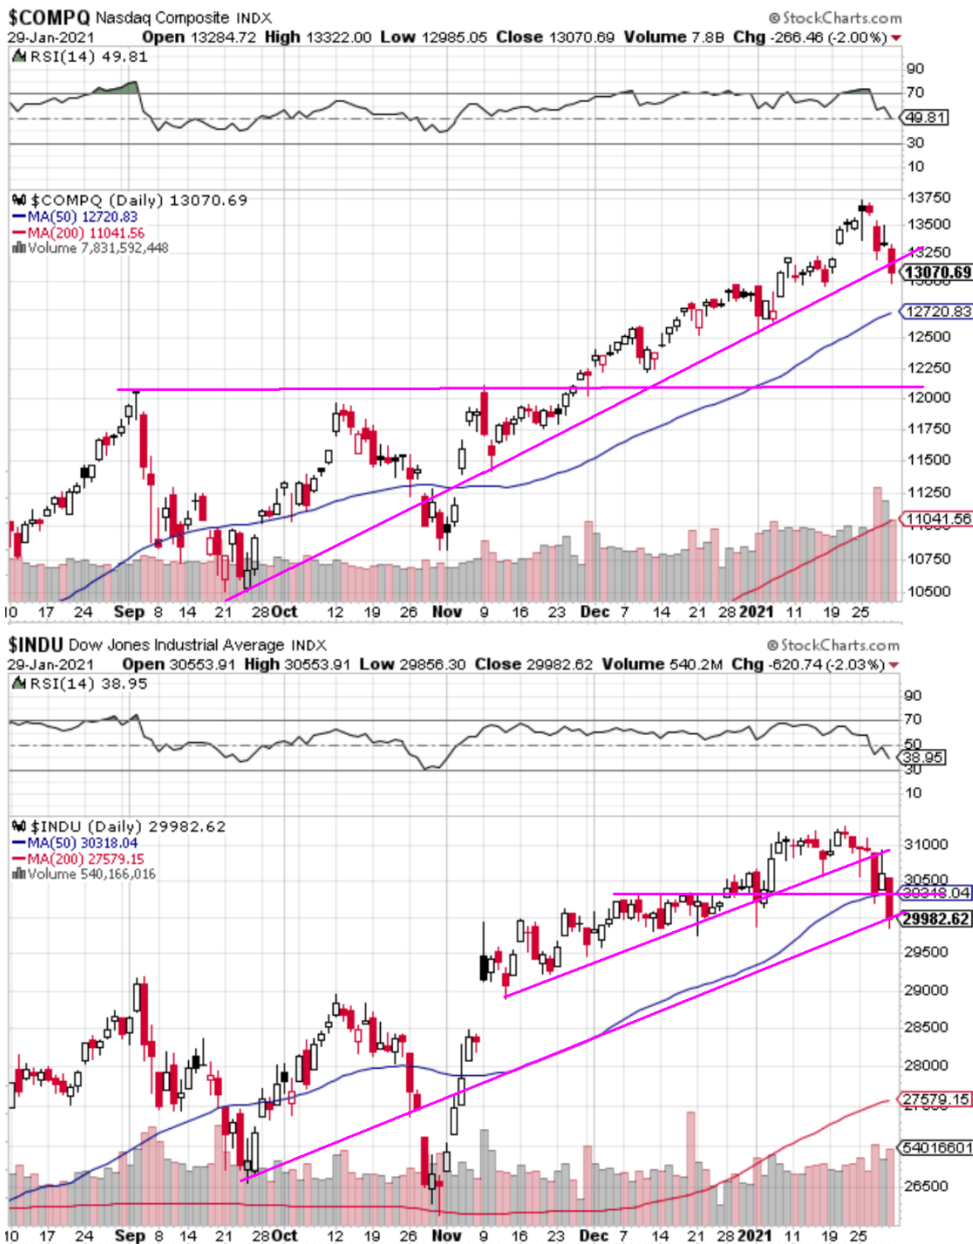 $COMPQ Nasdaq Composite INDX © StockCharts.com
29-Jan-2021 Open 13284.72 High 13322.00 Low 12985.05 Close 13070.69 Volume 7.8B Chg -266.46 (-2.00%)
RSI(14) 49.81
90
70
49.81
30
10
$COMPQ (Daily) 13070.69
MA(50) 12720.83
MA(200) 11041.56
Volume 7,831,592,448
13750
13500
13250
13070.69
12720.83
12500
12250
12000
11750
11500
11250
11041.56
10750
10500
10 17 24 Sep 8 14 21 28 Oct 12 19 26 Nov 9 16 23 Dec 7 14 21 28 2021 11 19 25
$INDU Dow Jones Industrial Average INDX © StockCharts.com
29-Jan-2021 Open 30553.91 High 30553.91 Low 29856.30 Close 29982.62 Volume 540.2M Chg -620.74 (-2.03%)
RSI(14) 38.95
90
70
50
38.95
30
10
$INDU (Daily) 29982.62
MA(50) 30318.04
MA(200) 27579.15
Volume 540,166,016
31000
30500
30318.04
29982.62
29500
29000
28500
28000
27579.15
54016601
26500
10 17 24 Sep 8 14 21 28 Oct 12 19 26 Nov 9 16 23 Dec 7 14 21 28 2021 11 19 25